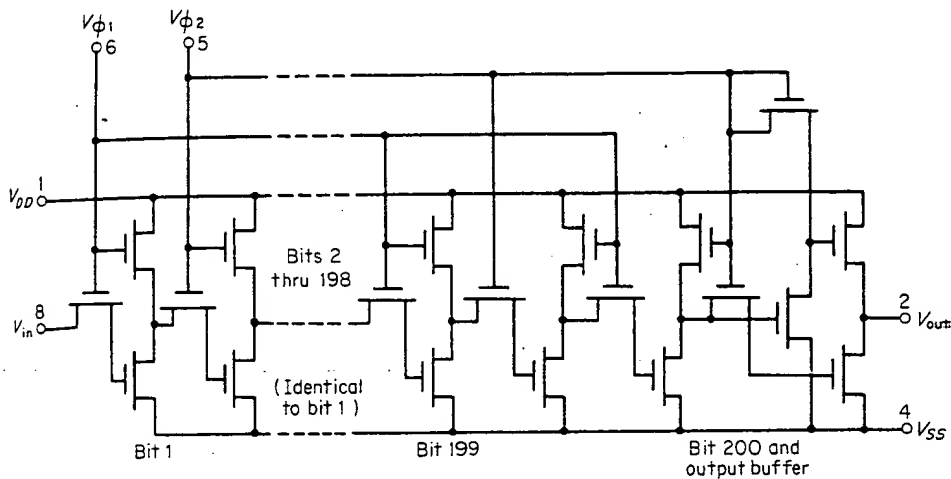 Vϕ1
6
Vϕ2
5
1
VDD
Bits 2
thru 198
8
Vin
2
Vout
(Identical
to bit 1)
4
VSS
Bit 1
Bit 199
Bit 200 and
output buffer